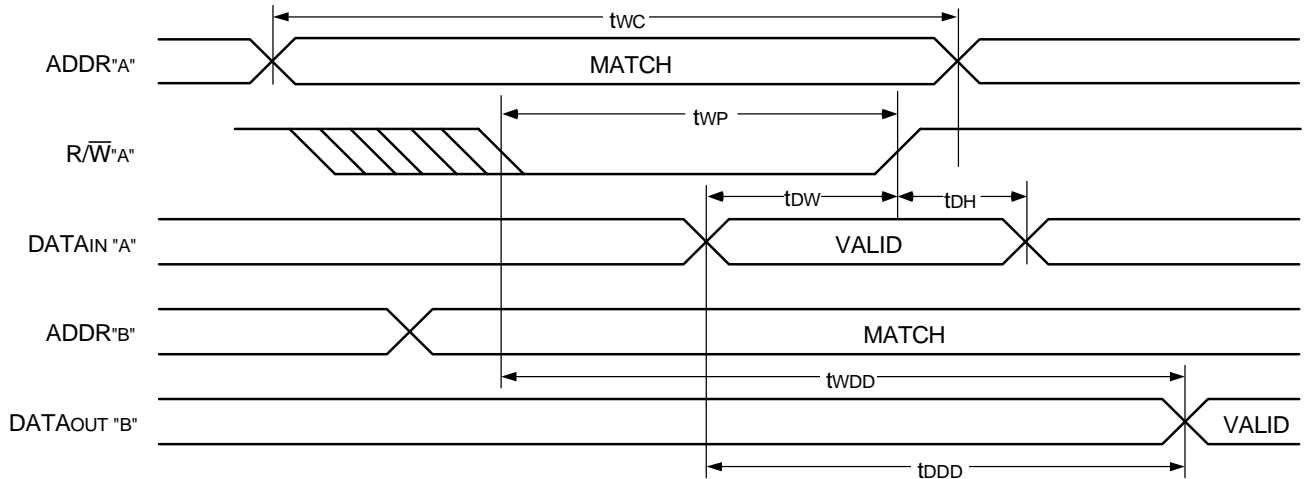 tWC
ADDR"A"
MATCH
tWP
R/W̅"A"
tDW
tDH
DATAIN "A"
VALID
ADDR"B"
MATCH
tWDD
DATAOUT "B"
VALID
tDDD